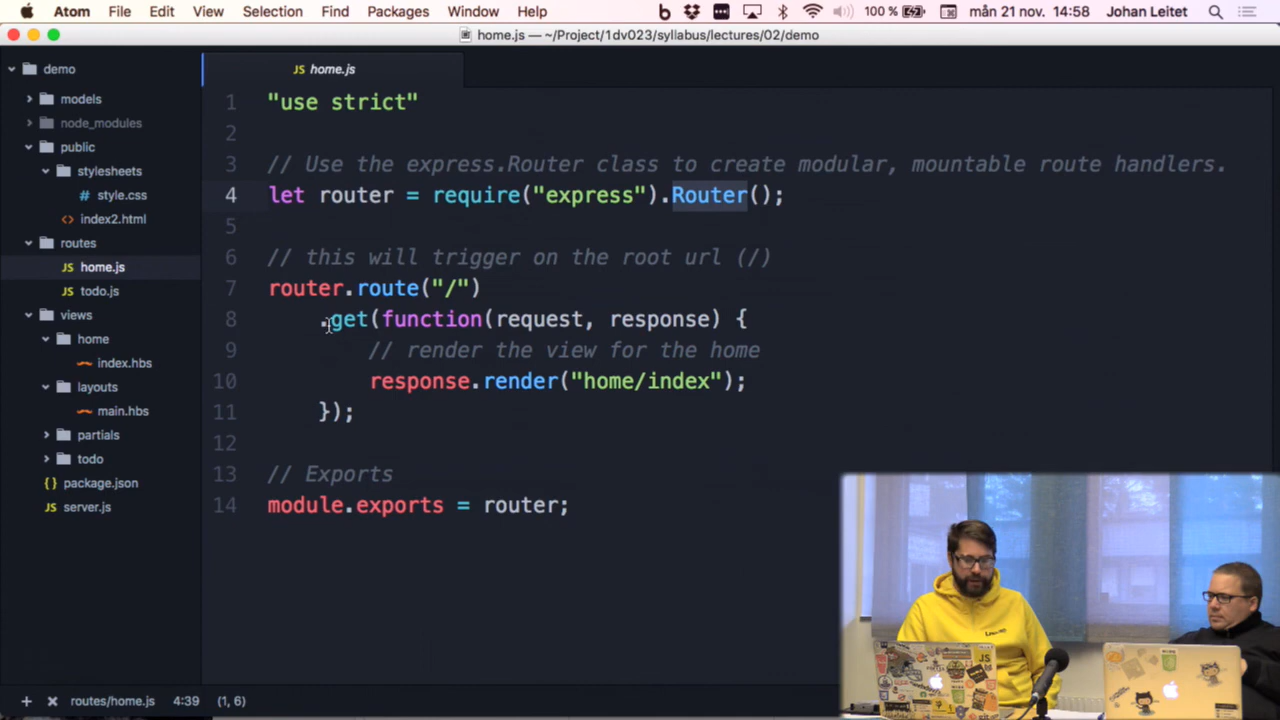 Atom File Edit View Selection Find Packages Window Help 100 % mån 21 nov. 14:58 Johan Leitet
home.js — ~/Project/1dv023/syllabus/lectures/02/demo
demo
models
node_modules
public
stylesheets
# style.css
<> index2.html
routes
JS home.js
JS todo.js
views
home
index.hbs
layouts
main.hbs
partials
todo
{} package.json
JS server.js
JS home.js
1 "use strict"
2
3 // Use the express.Router class to create modular, mountable route handlers.
4 let router = require("express").Router();
5
6 // this will trigger on the root url (/)
7 router.route("/")
8 .get(function(request, response) {
9 // render the view for the home
10 response.render("home/index");
11 });
12
13 // Exports
14 module.exports = router;
JS
+ × routes/home.js 4:39 (1, 6)